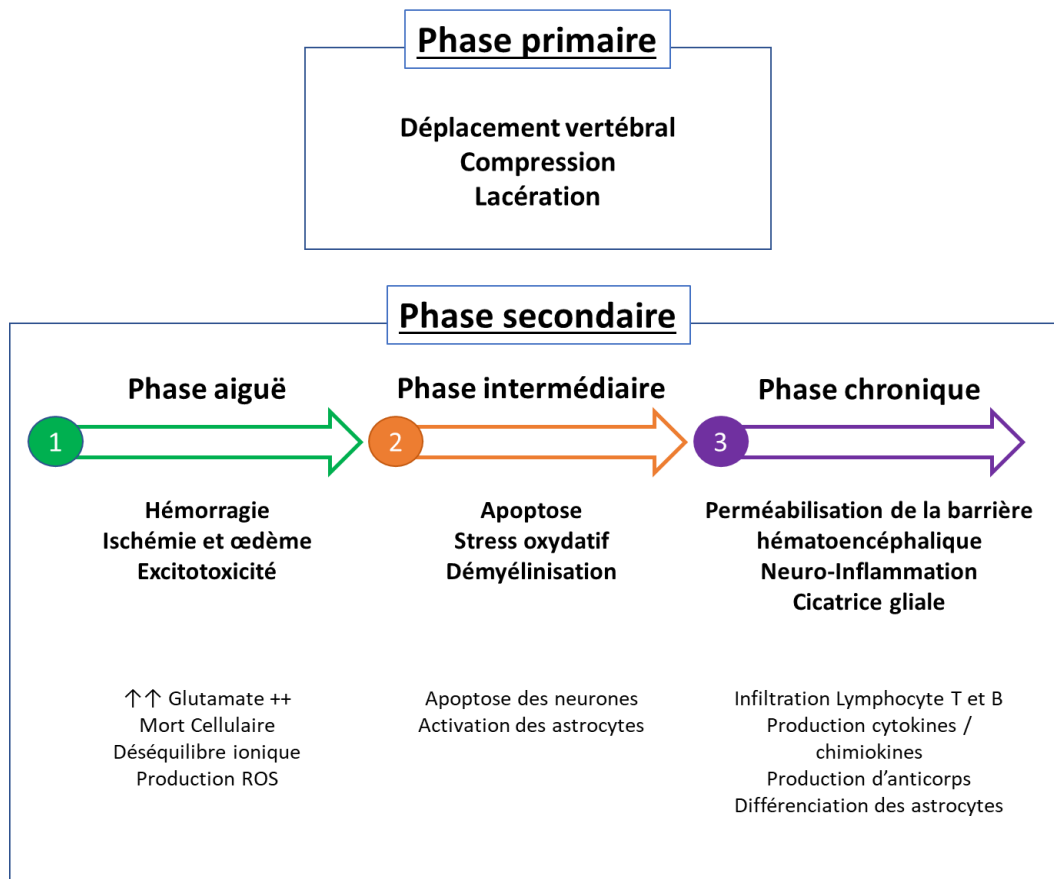 Phase primaire
Déplacement vertébral
Compression
Lacération
Phase secondaire
Phase aiguë
Phase intermédiaire
Phase chronique
1
2
3
Hémorragie
Ischémie et œdème
Excitotoxicité
Apoptose
Stress oxydatif
Démyélinisation
Perméabilisation de la barrière
hématoencéphalique
Neuro-Inflammation
Cicatrice gliale
↑↑ Glutamate ++
Mort Cellulaire
Déséquilibre ionique
Production ROS
Apoptose des neurones
Activation des astrocytes
Infiltration Lymphocyte T et B
Production cytokines /
chimiokines
Production d’anticorps
Différenciation des astrocytes